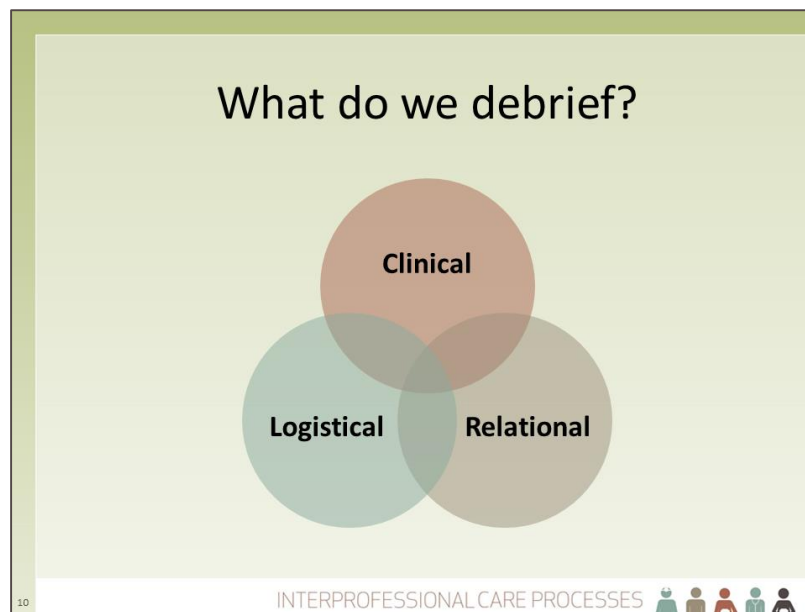 What do we debrief?
Clinical
Logistical Relational
10
INTERPROFESSIONAL CARE PROCESSES